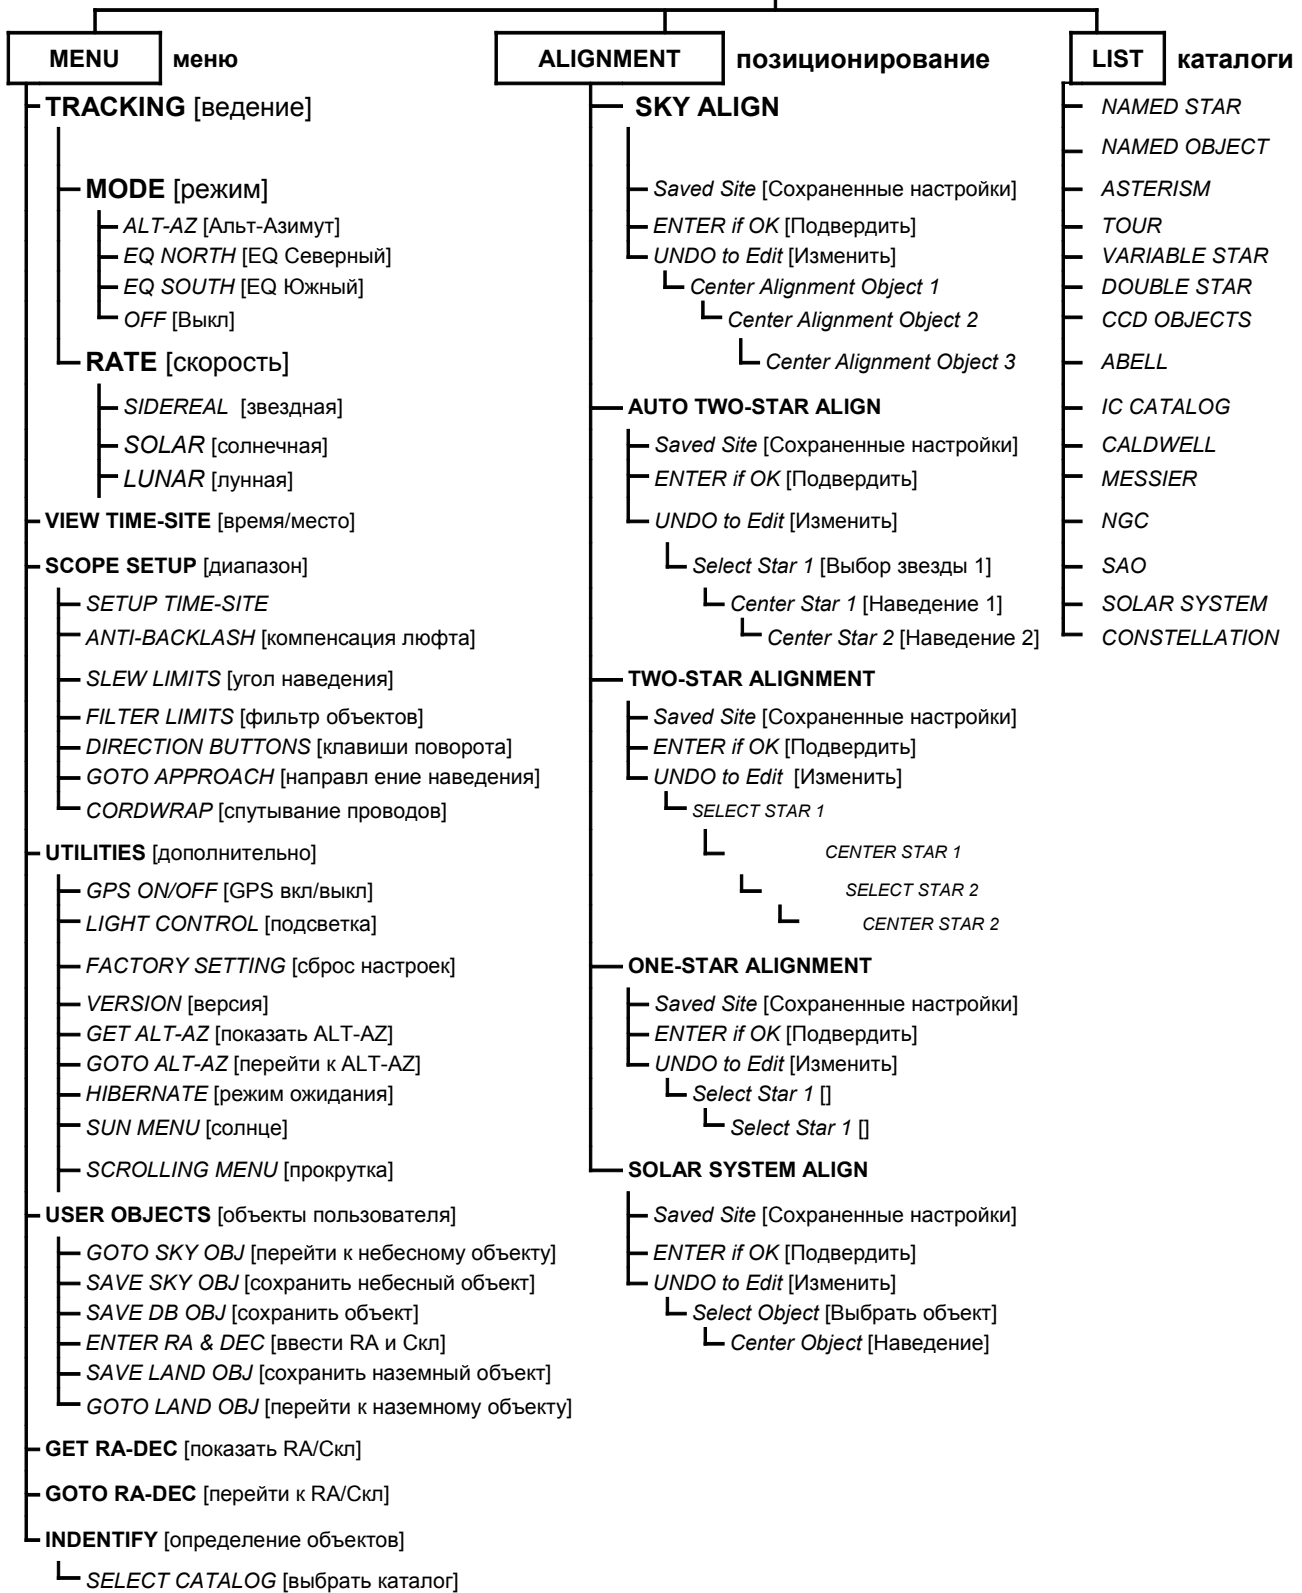 MENU меню
TRACKING [ведение]
MODE [режим]
ALT-AZ [Альт-Азимут]
EQ NORTH [EQ Северный]
EQ SOUTH [EQ Южный]
OFF [Выкл]
RATE [скорость]
SIDEREAL [звездная]
SOLAR [солнечная]
LUNAR [лунная]
VIEW TIME-SITE [время/место]
SCOPE SETUP [диапазон]
SETUP TIME-SITE
ANTI-BACKLASH [компенсация люфта]
SLEW LIMITS [угол наведения]
FILTER LIMITS [фильтр объектов]
DIRECTION BUTTONS [клавиши поворота]
GOTO APPROACH [направл ение наведения]
CORDWRAP [спутывание проводов]
UTILITIES [дополнительно]
GPS ON/OFF [GPS вкл/выкл]
LIGHT CONTROL [подсветка]
FACTORY SETTING [сброс настроек]
VERSION [версия]
GET ALT-AZ [показать ALT-AZ]
GOTO ALT-AZ [перейти к ALT-AZ]
HIBERNATE [режим ожидания]
SUN MENU [солнце]
SCROLLING MENU [прокрутка]
USER OBJECTS [объекты пользователя]
GOTO SKY OBJ [перейти к небесному объекту]
SAVE SKY OBJ [сохранить небесный объект]
SAVE DB OBJ [сохранить объект]
ENTER RA & DEC [ввести RA и Скл]
SAVE LAND OBJ [сохранить наземный объект]
GOTO LAND OBJ [перейти к наземному объекту]
GET RA-DEC [показать RA/Скл]
GOTO RA-DEC [перейти к RA/Скл]
INDENTIFY [определение объектов]
SELECT CATALOG [выбрать каталог]
ALIGNMENT позиционирование
SKY ALIGN
Saved Site [Сохраненные настройки]
ENTER if OK [Подвердить]
UNDO to Edit [Изменить]
Center Alignment Object 1
Center Alignment Object 2
Center Alignment Object 3
AUTO TWO-STAR ALIGN
Saved Site [Сохраненные настройки]
ENTER if OK [Подвердить]
UNDO to Edit [Изменить]
Select Star 1 [Выбор звезды 1]
Center Star 1 [Наведение 1]
Center Star 2 [Наведение 2]
TWO-STAR ALIGNMENT
Saved Site [Сохраненные настройки]
ENTER if OK [Подвердить]
UNDO to Edit [Изменить]
SELECT STAR 1
CENTER STAR 1
SELECT STAR 2
CENTER STAR 2
ONE-STAR ALIGNMENT
Saved Site [Сохраненные настройки]
ENTER if OK [Подвердить]
UNDO to Edit [Изменить]
Select Star 1 []
Select Star 1 []
SOLAR SYSTEM ALIGN
Saved Site [Сохраненные настройки]
ENTER if OK [Подвердить]
UNDO to Edit [Изменить]
Select Object [Выбрать объект]
Center Object [Наведение]
LIST каталоги
NAMED STAR
NAMED OBJECT
ASTERISM
TOUR
VARIABLE STAR
DOUBLE STAR
CCD OBJECTS
ABELL
IC CATALOG
CALDWELL
MESSIER
NGC
SAO
SOLAR SYSTEM
CONSTELLATION